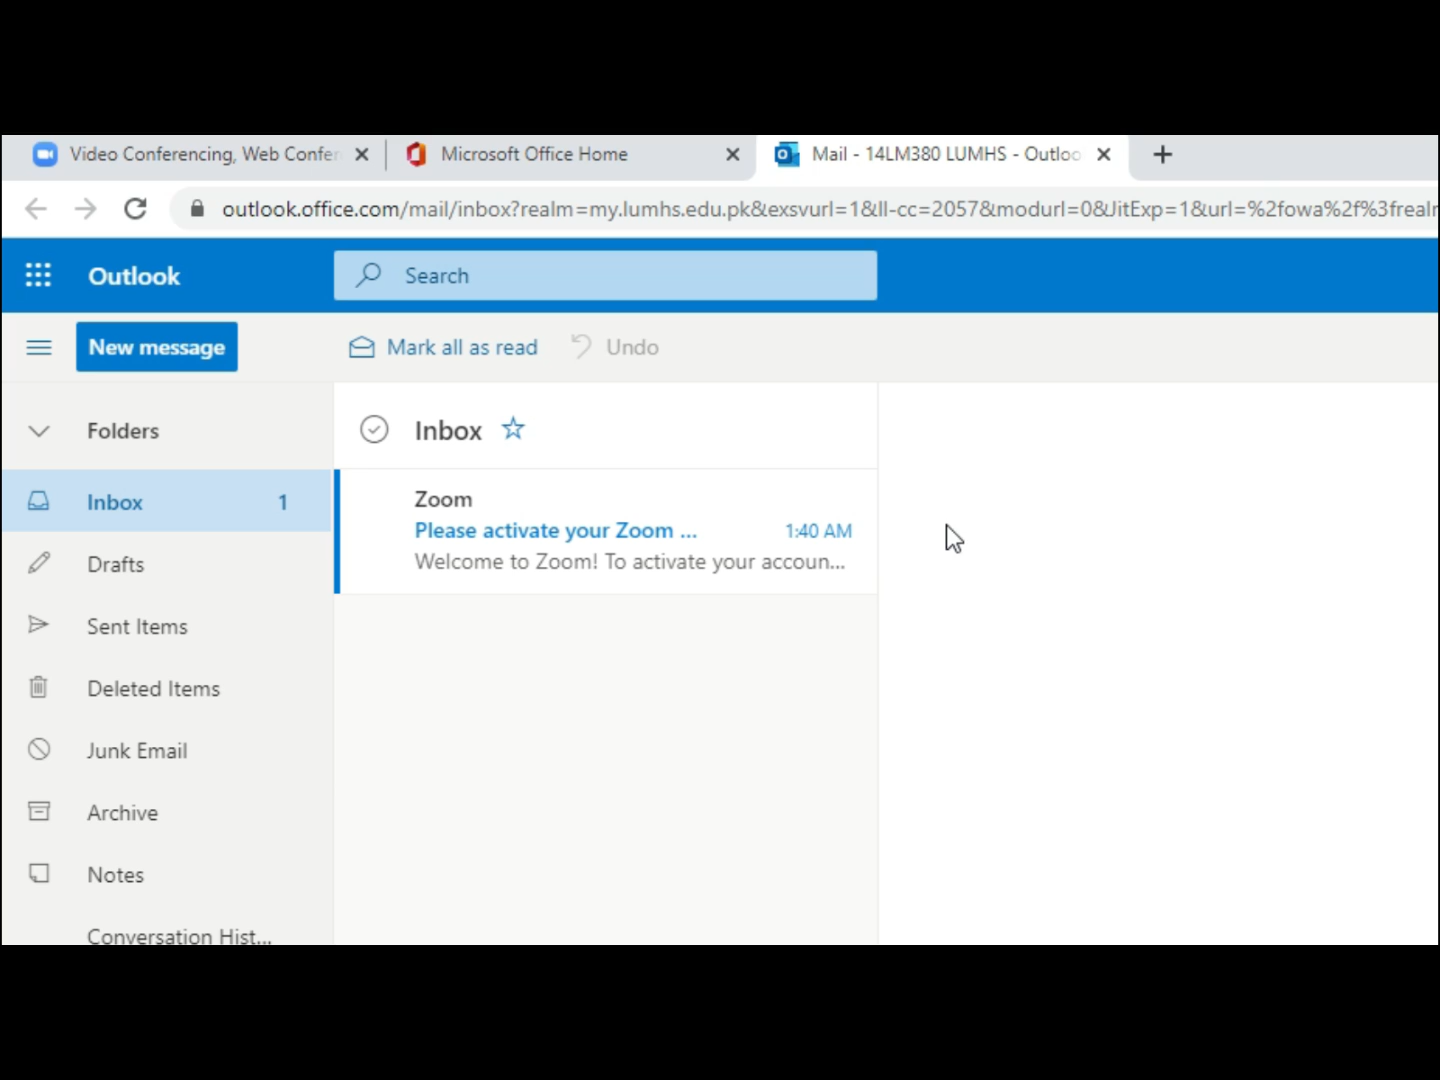 Video Conferencing, Web Confer
Microsoft Office Home
Mail - 14LM380 LUMHS - Outloo
outlook.office.com/mail/inbox?realm=my.lumhs.edu.pk&exsvurl=1&ll-cc=2057&modurl=0&JitExp=1&url=%2fowa%2f%3frealm
Outlook
Search
New message
Mark all as read
Undo
Folders
Inbox
Inbox 1
Zoom
Please activate your Zoom ... 1:40 AM
Welcome to Zoom! To activate your accoun...
Drafts
Sent Items
Deleted Items
Junk Email
Archive
Notes
Conversation Hist...